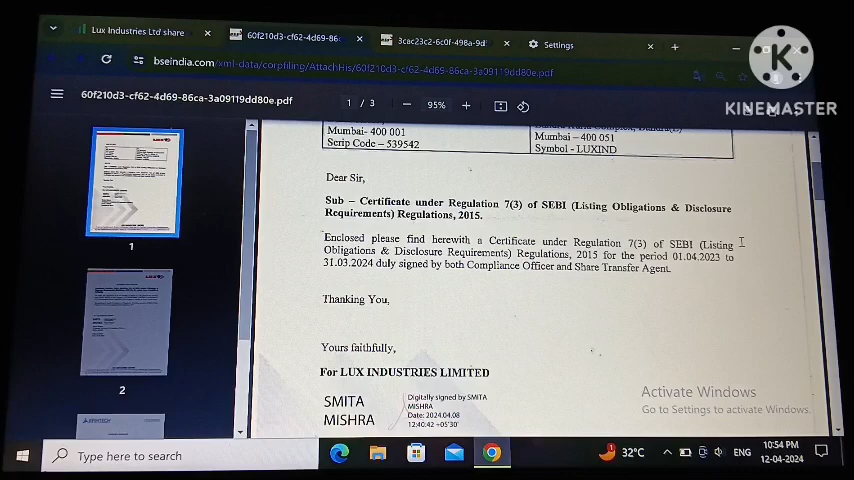 Lux Industries Ltd share
60f210d3-cf62-4d69-86c
3cac23c2-6c0f-498a-9d
Settings
bseindia.com/xml-data/corpfiling/AttachHis/60f210d3-cf62-4d69-86ca-3a09119dd80e.pdf
KINEMASTER
60f210d3-cf62-4d69-86ca-3a09119dd80e.pdf
1 / 3
95%
Mumbai- 400 001
Scrip Code – 539542
Mumbai – 400 051
Symbol - LUXIND
Dear Sir,
Sub – Certificate under Regulation 7(3) of SEBI (Listing Obligations & Disclosure
Requirements) Regulations, 2015.
Enclosed please find herewith a Certificate under Regulation 7(3) of SEBI (Listing
Obligations & Disclosure Requirements) Regulations, 2015 for the period 01.04.2023 to
31.03.2024 duly signed by both Compliance Officer and Share Transfer Agent.
Thanking You,
Yours faithfully,
For LUX INDUSTRIES LIMITED
SMITA
MISHRA
Digitally signed by SMITA
MISHRA
Date: 2024.04.08
12:40:42 +05'30'
1
2
Activate Windows
Go to Settings to activate Windows.
Type here to search
32°C
ENG
10:54 PM
12-04-2024